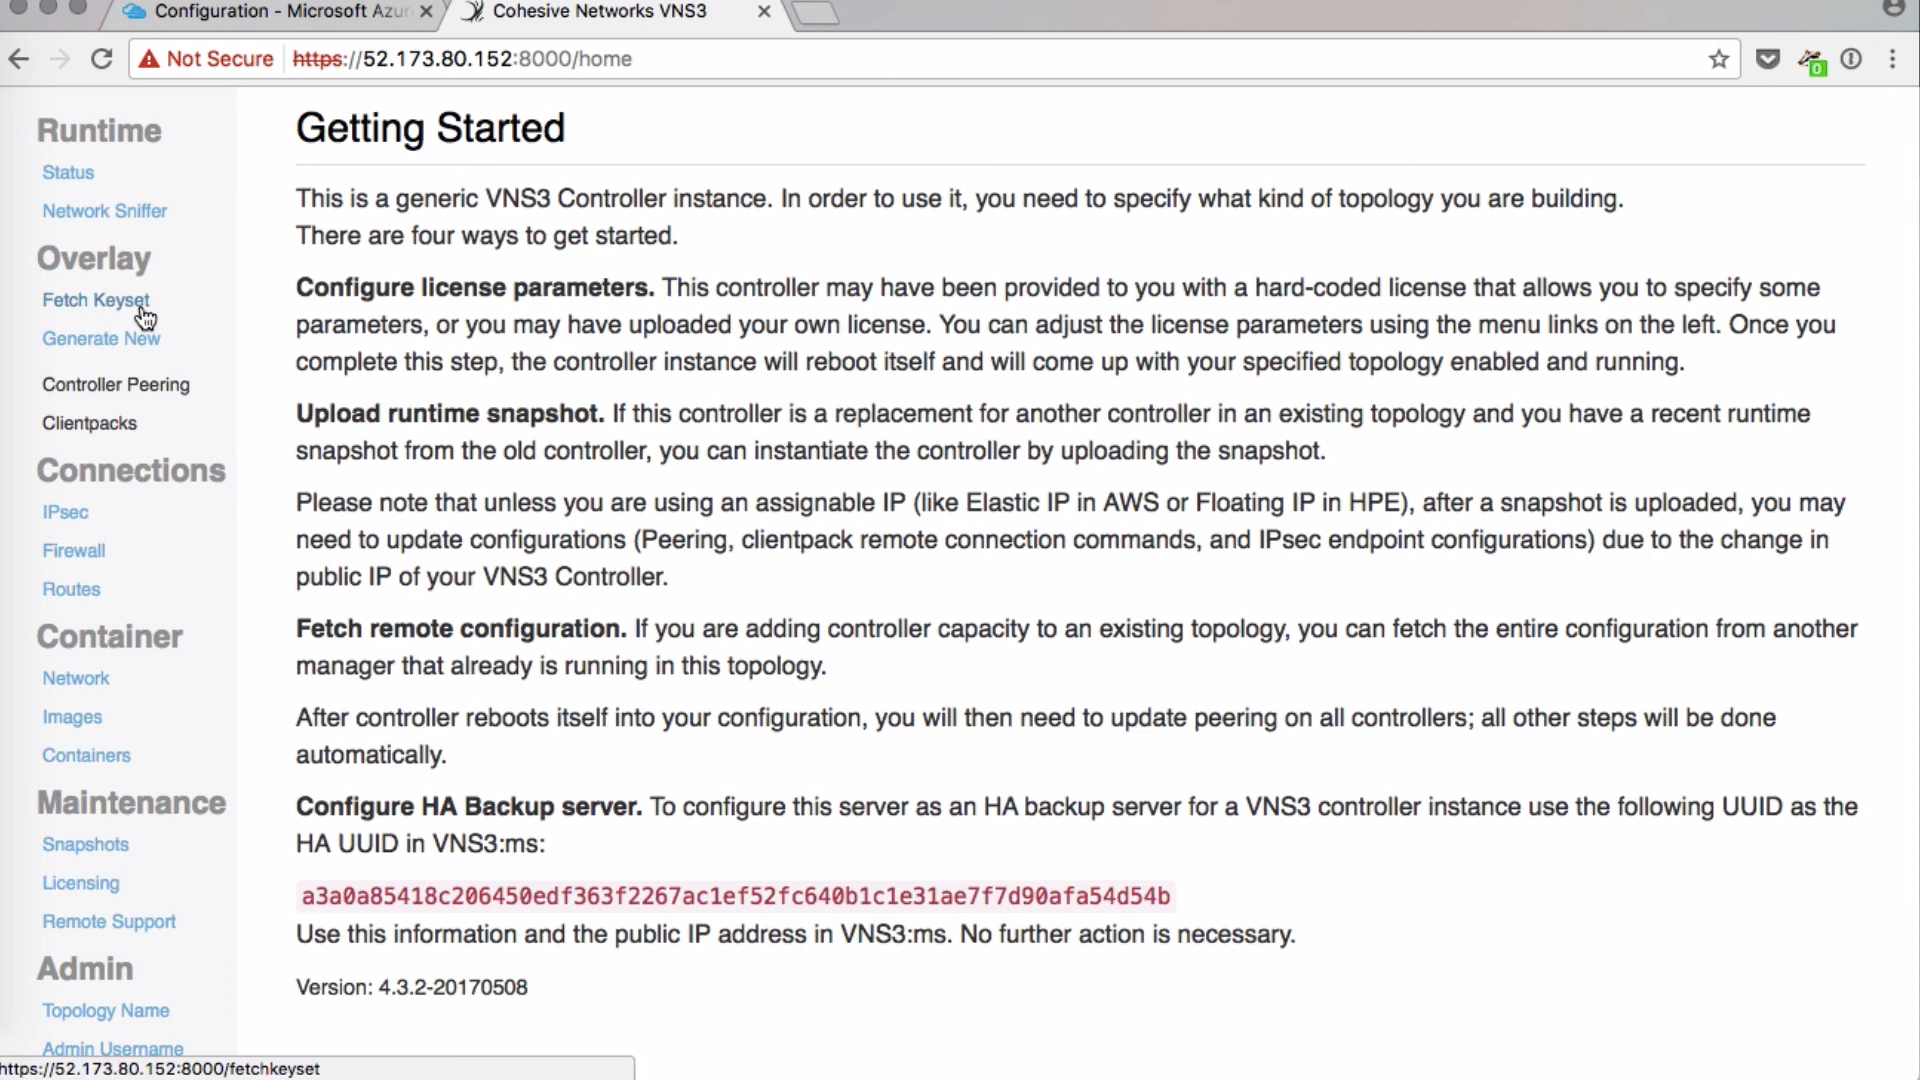 Configuration - Microsoft Azur
Cohesive Networks VNS3
Not Secure https://52.173.80.152:8000/home
0
Runtime
Status
Network Sniffer
Overlay
Fetch Keyset
Generate New
Controller Peering
Clientpacks
Connections
IPsec
Firewall
Routes
Container
Network
Images
Containers
Maintenance
Snapshots
Licensing
Remote Support
Admin
Topology Name
Admin Username
https://52.173.80.152:8000/fetchkeyset
Getting Started
This is a generic VNS3 Controller instance. In order to use it, you need to specify what kind of topology you are building.
There are four ways to get started.
Configure license parameters. This controller may have been provided to you with a hard-coded license that allows you to specify some
parameters, or you may have uploaded your own license. You can adjust the license parameters using the menu links on the left. Once you
complete this step, the controller instance will reboot itself and will come up with your specified topology enabled and running.
Upload runtime snapshot. If this controller is a replacement for another controller in an existing topology and you have a recent runtime
snapshot from the old controller, you can instantiate the controller by uploading the snapshot.
Please note that unless you are using an assignable IP (like Elastic IP in AWS or Floating IP in HPE), after a snapshot is uploaded, you may
need to update configurations (Peering, clientpack remote connection commands, and IPsec endpoint configurations) due to the change in
public IP of your VNS3 Controller.
Fetch remote configuration. If you are adding controller capacity to an existing topology, you can fetch the entire configuration from another
manager that already is running in this topology.
After controller reboots itself into your configuration, you will then need to update peering on all controllers; all other steps will be done
automatically.
Configure HA Backup server. To configure this server as an HA backup server for a VNS3 controller instance use the following UUID as the
HA UUID in VNS3:ms:
a3a0a85418c206450edf363f2267ac1ef52fc640b1c1e31ae7f7d90afa54d54b
Use this information and the public IP address in VNS3:ms. No further action is necessary.
Version: 4.3.2-20170508